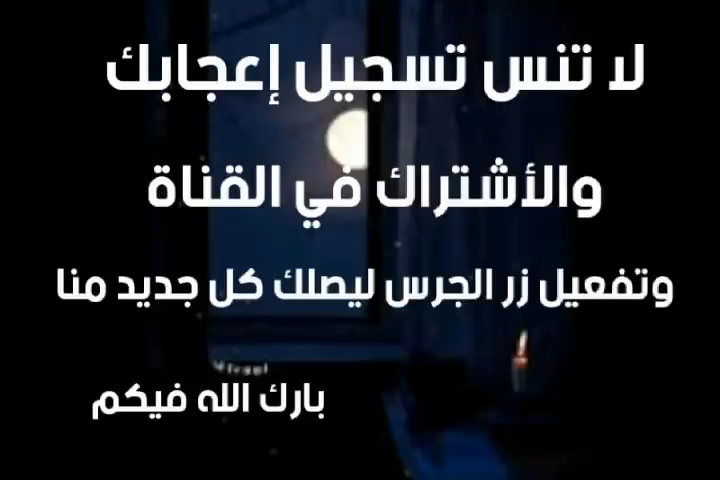 لا تنس تسجيل إعجابك
والأشتراك في القناة
وتفعيل زر الجرس ليصلك كل جديد منا
بارك الله فيكم